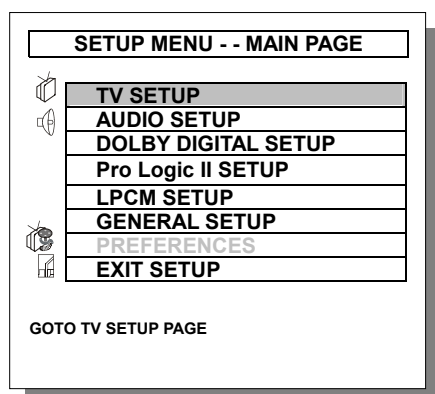 SETUP MENU - - MAIN PAGE
TV SETUP
AUDIO SETUP
DOLBY DIGITAL SETUP
Pro Logic II SETUP
LPCM SETUP
GENERAL SETUP
PREFERENCES
EXIT SETUP
GOTO TV SETUP PAGE